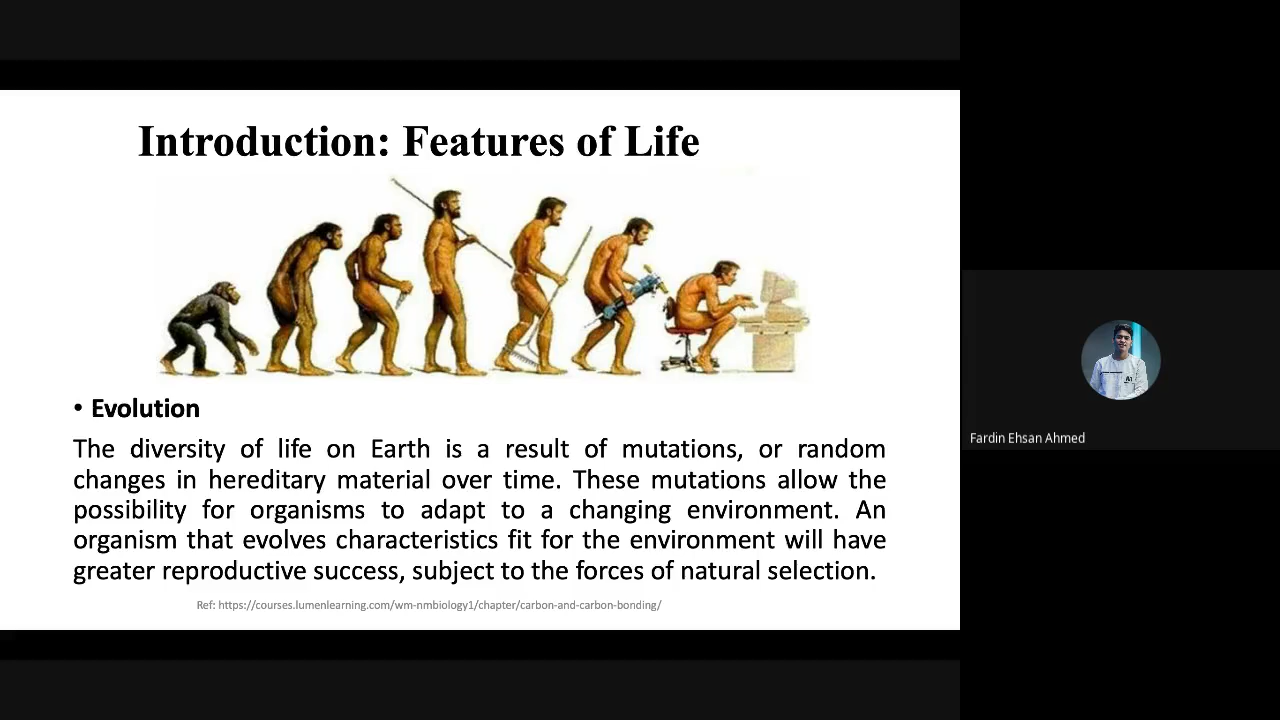 Introduction: Features of Life
• Evolution
The diversity of life on Earth is a result of mutations, or random
changes in hereditary material over time. These mutations allow the
possibility for organisms to adapt to a changing environment. An
organism that evolves characteristics fit for the environment will have
greater reproductive success, subject to the forces of natural selection.
Ref: https://courses.lumenlearning.com/wm-nmbiology1/chapter/carbon-and-carbon-bonding/
Fardin Ehsan Ahmed